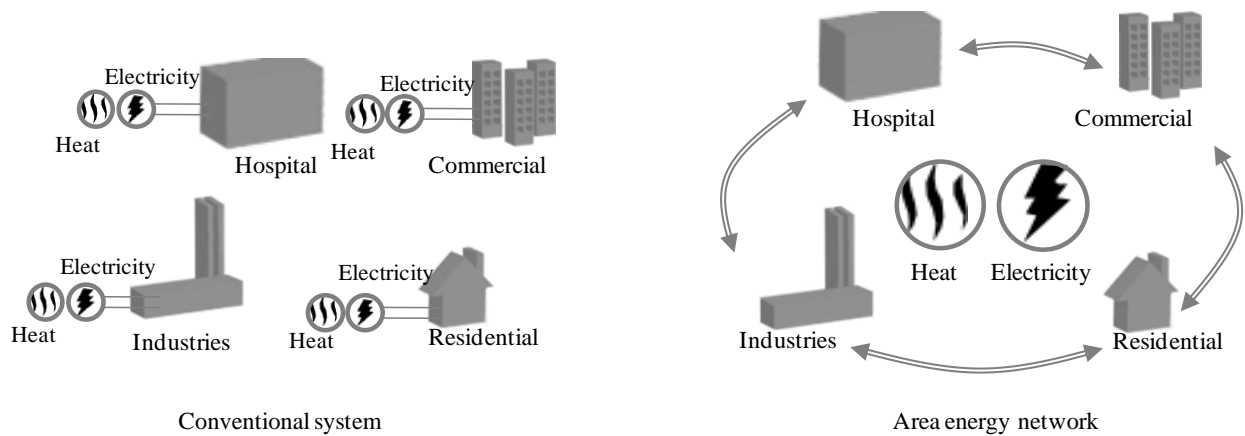 Electricity
Heat
Hospital
Electricity
Heat
Commercial
Electricity
Heat
Industries
Electricity
Heat
Residential
Conventional system
Hospital
Commercial
Heat
Electricity
Industries
Residential
Area energy network